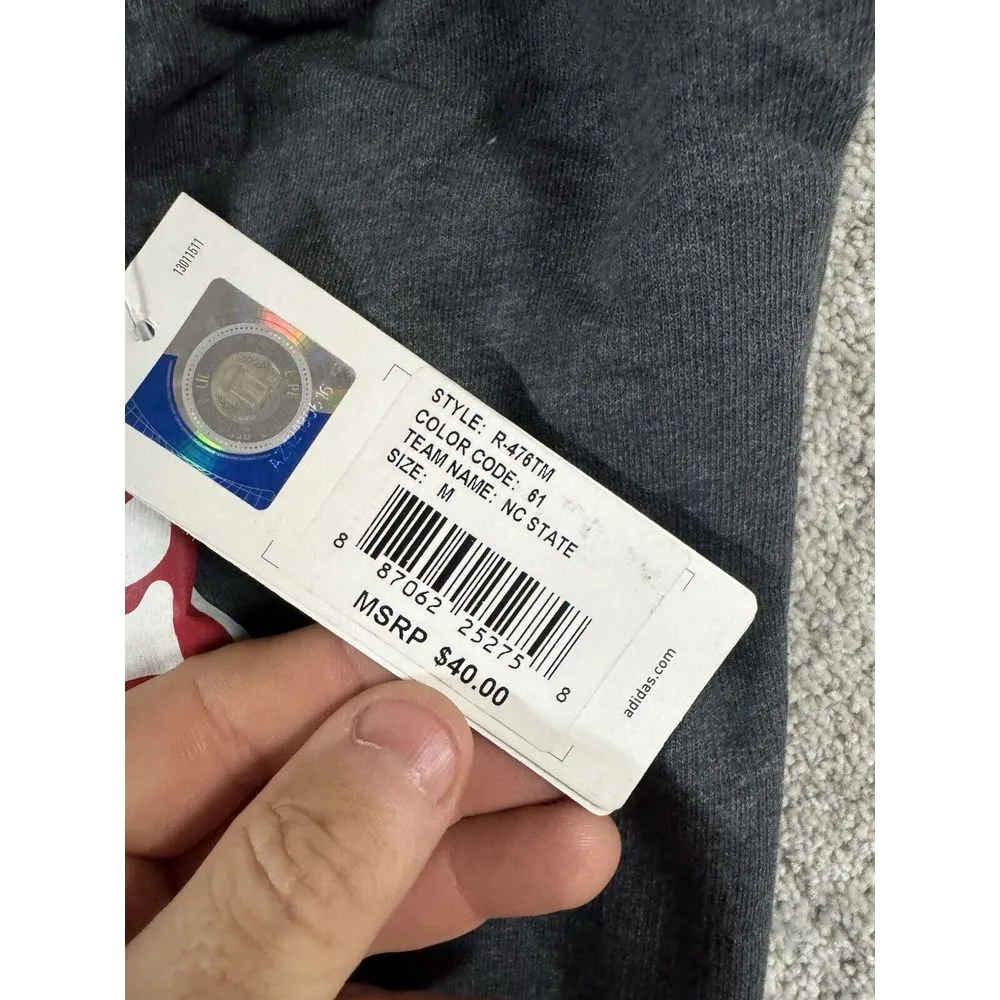 13011511
STYLE: R-476TM
COLOR CODE: 61
TEAM NAME: NC STATE
SIZE: M
8 87062 25275 8
MSRP $40.00
adidas.com